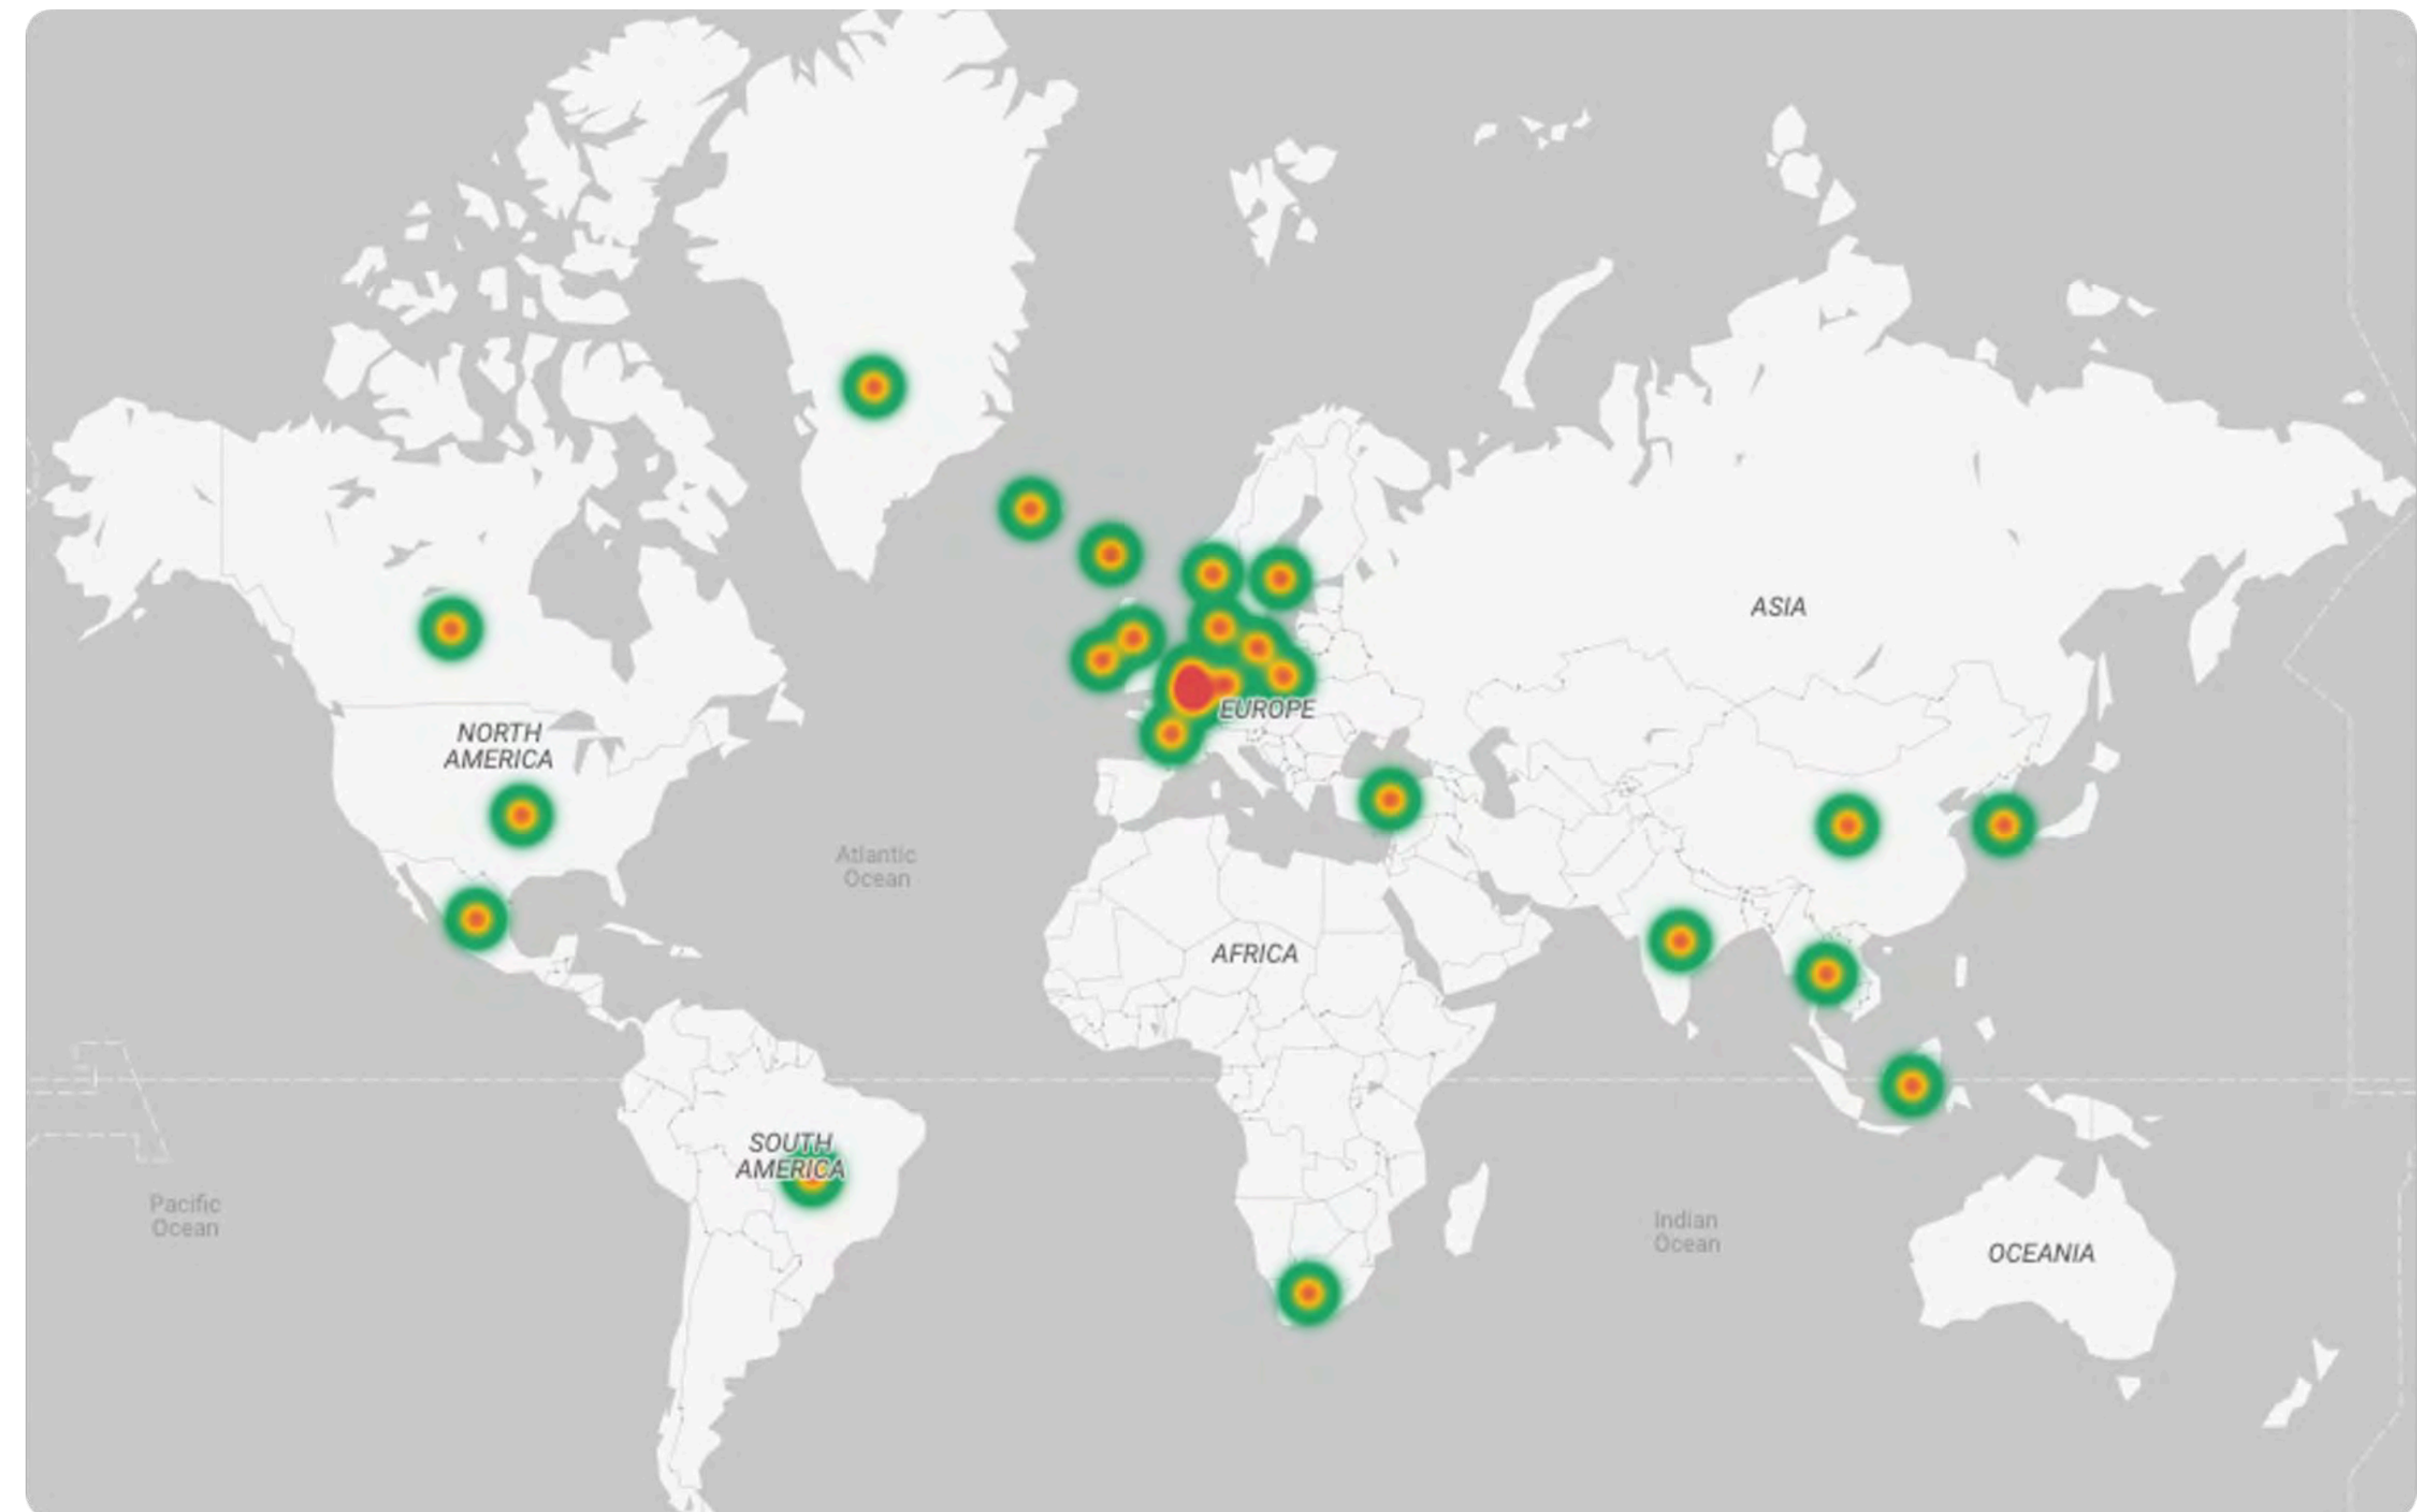 ASIA
EUROPE
NORTH
AMERICA
Atlantic
Ocean
AFRICA
SOUTH
AMERICA
Pacific
Ocean
Indian
Ocean
OCEANIA